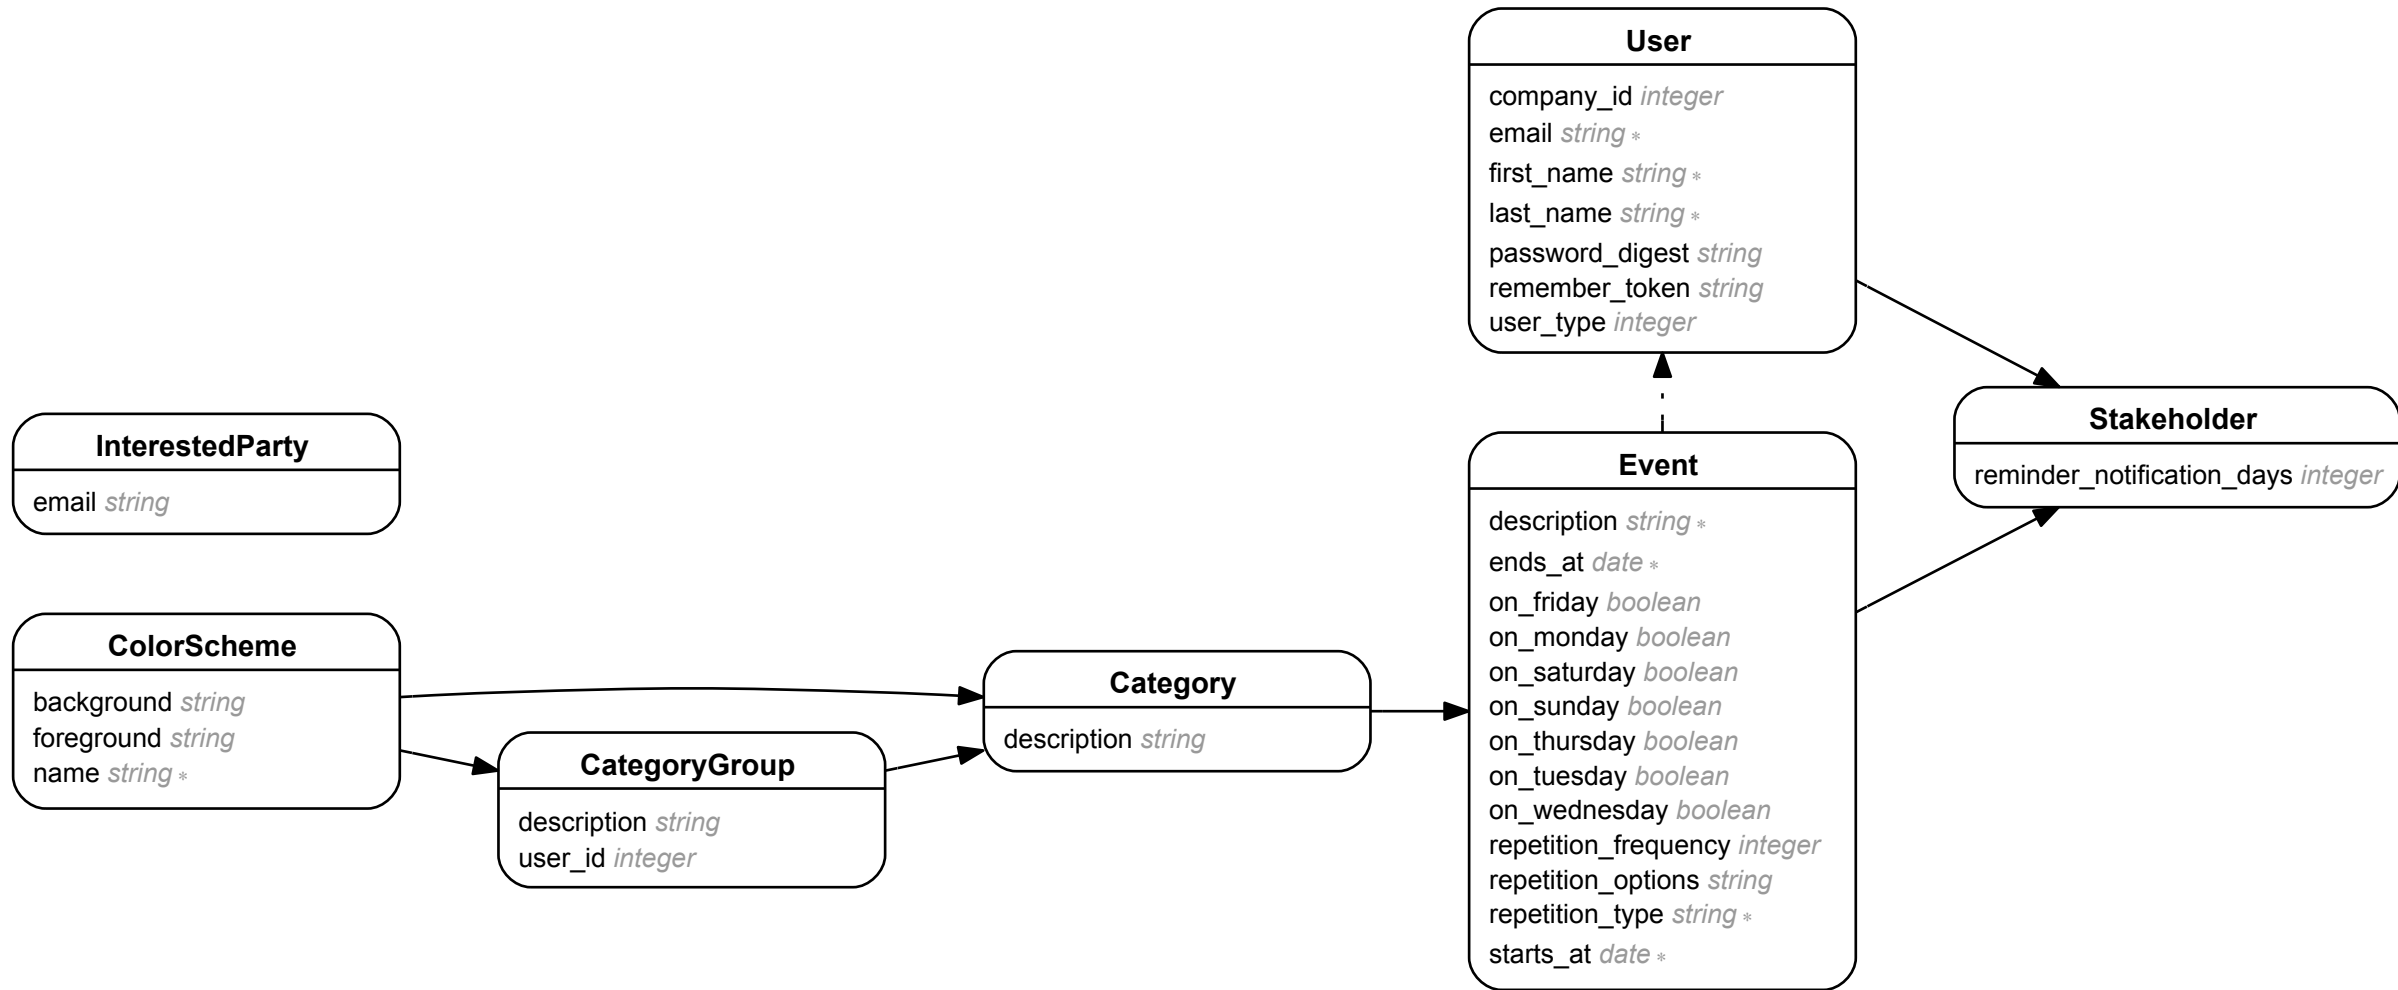 User
company_id integer
email string *
first_name string *
last_name string *
password_digest string
remember_token string
user_type integer
InterestedParty
email string
Stakeholder
reminder_notification_days integer
Event
description string *
ends_at date *
on_friday boolean
on_monday boolean
on_saturday boolean
on_sunday boolean
on_thursday boolean
on_tuesday boolean
on_wednesday boolean
repetition_frequency integer
repetition_options string
repetition_type string *
starts_at date *
ColorScheme
background string
foreground string
name string *
CategoryGroup
description string
user_id integer
Category
description string